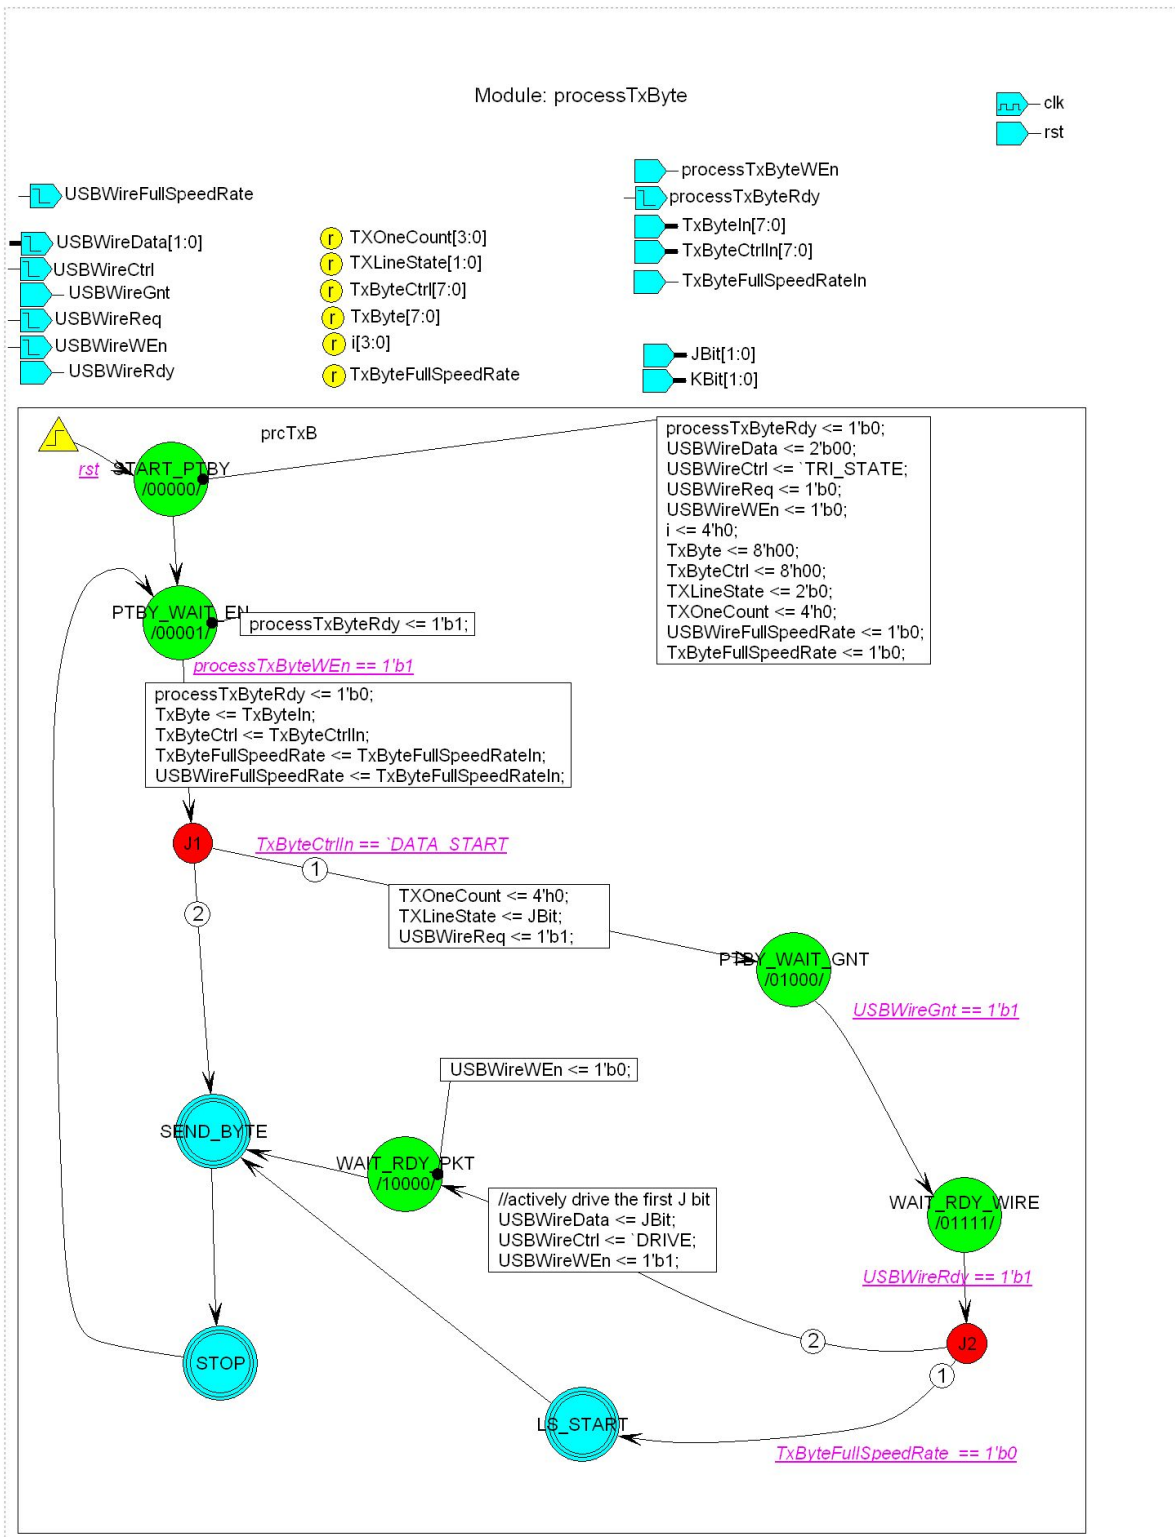 Module: processTxByte
clk
rst
processTxByteWEn
USBWireFullSpeedRate
processTxByteRdy
TxByteIn[7:0]
USBWireData[1:0]
r TXOneCount[3:0]
TxByteCtrlIn[7:0]
USBWireCtrl
r TXLineState[1:0]
TxByteFullSpeedRateIn
USBWireGnt
r TxByteCtrl[7:0]
USBWireReq
r TxByte[7:0]
USBWireWEn
r i[3:0]
JBit[1:0]
USBWireRdy
r TxByteFullSpeedRate
KBit[1:0]
prcTxB
rst
START_PTBY
/00000/
processTxByteRdy <= 1'b0;
USBWireData <= 2'b00;
USBWireCtrl <= `TRI_STATE;
USBWireReq <= 1'b0;
USBWireWEn <= 1'b0;
i <= 4'h0;
TxByte <= 8'h00;
TxByteCtrl <= 8'h00;
TXLineState <= 2'b0;
TXOneCount <= 4'h0;
USBWireFullSpeedRate <= 1'b0;
TxByteFullSpeedRate <= 1'b0;
PTBY_WAIT_EN
/00001/
processTxByteRdy <= 1'b1;
processTxByteWEn == 1'b1
processTxByteRdy <= 1'b0;
TxByte <= TxByteIn;
TxByteCtrl <= TxByteCtrlIn;
TxByteFullSpeedRate <= TxByteFullSpeedRateIn;
USBWireFullSpeedRate <= TxByteFullSpeedRateIn;
J1
TxByteCtrlIn == `DATA_START
1
2
TXOneCount <= 4'h0;
TXLineState <= JBit;
USBWireReq <= 1'b1;
PTBY_WAIT_GNT
/01000/
USBWireGnt == 1'b1
USBWireWEn <= 1'b0;
SEND_BYTE
WAIT_RDY_PKT
/10000/
//actively drive the first J bit
USBWireData <= JBit;
USBWireCtrl <= `DRIVE;
USBWireWEn <= 1'b1;
WAIT_RDY_WIRE
/01111/
USBWireRdy == 1'b1
2
J2
1
STOP
LS_START
TxByteFullSpeedRate == 1'b0